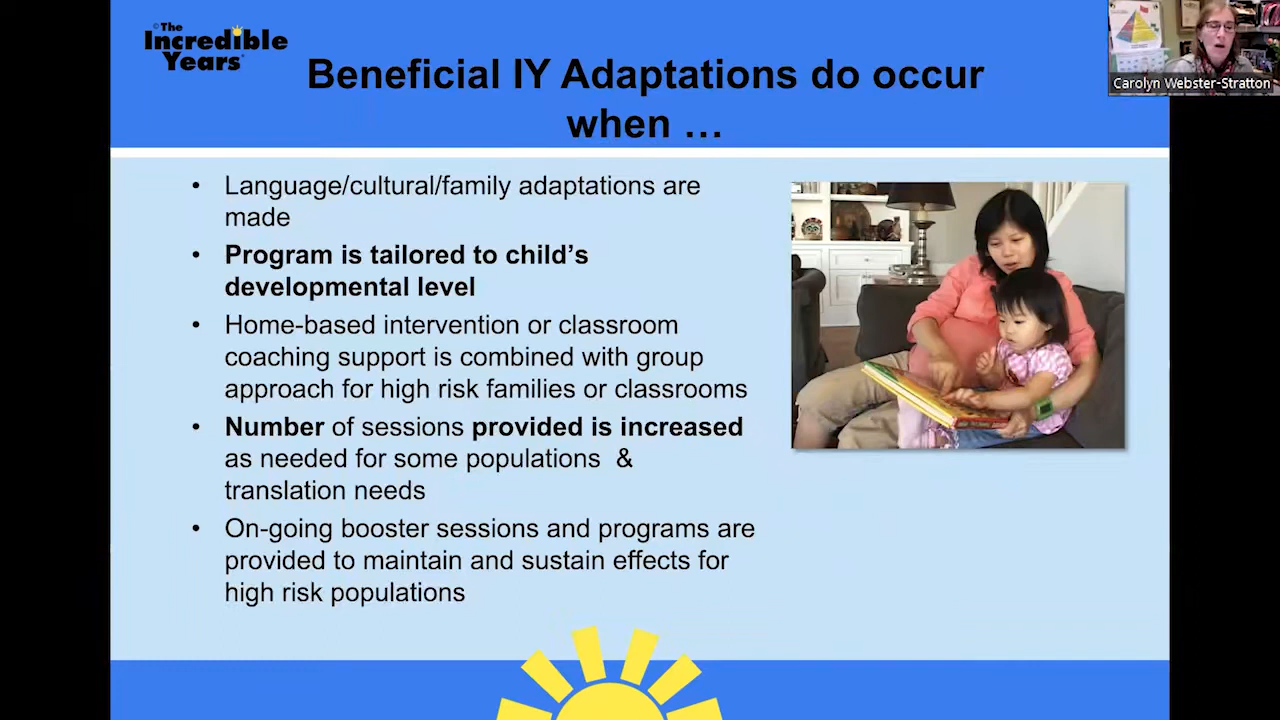 ©The
Incredible
Years®
Beneficial IY Adaptations do occur
when …
Carolyn Webster-Stratton
• Language/cultural/family adaptations are
made
• Program is tailored to child’s
developmental level
• Home-based intervention or classroom
coaching support is combined with group
approach for high risk families or classrooms
• Number of sessions provided is increased
as needed for some populations &
translation needs
• On-going booster sessions and programs are
provided to maintain and sustain effects for
high risk populations